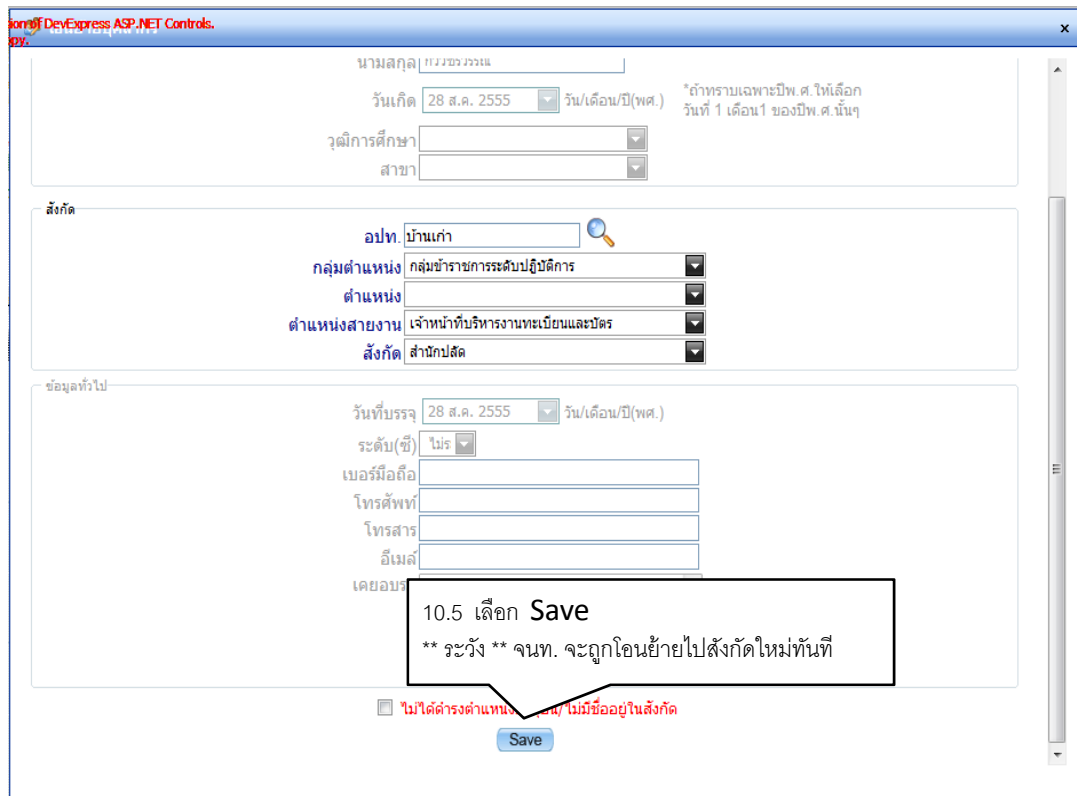 ion of DevExpress ASP.NET Controls.
opy.
x
นามสกุล
วันเกิด 28 ส.ค. 2555 วัน/เดือน/ปี(พศ.) *ถ้าทราบเฉพาะปีพ.ศ.ให้เลือก
วันที่ 1 เดือน1 ของปีพ.ศ.นั้นๆ
วุฒิการศึกษา
สาขา
สังกัด
อปท. บ้านเก่า
กลุ่มตำแหน่ง กลุ่มข้าราชการระดับปฏิบัติการ
ตำแหน่ง
ตำแหน่งสายงาน เจ้าหน้าที่บริหารงานทะเบียนและบัตร
สังกัด สำนักปลัด
ข้อมูลทั่วไป
วันที่บรรจุ 28 ส.ค. 2555 วัน/เดือน/ปี(พศ.)
ระดับ(ซี) ไม่ร
เบอร์มือถือ
โทรศัพท์
โทรสาร
อีเมล์
เคยอบร
10.5 เลือก Save
** ระวัง ** จนท. จะถูกโอนย้ายไปสังกัดใหม่ทันที
ไม่ได้ดำรงตำแหน่ง /ไม่มีชื่ออยู่ในสังกัด
Save